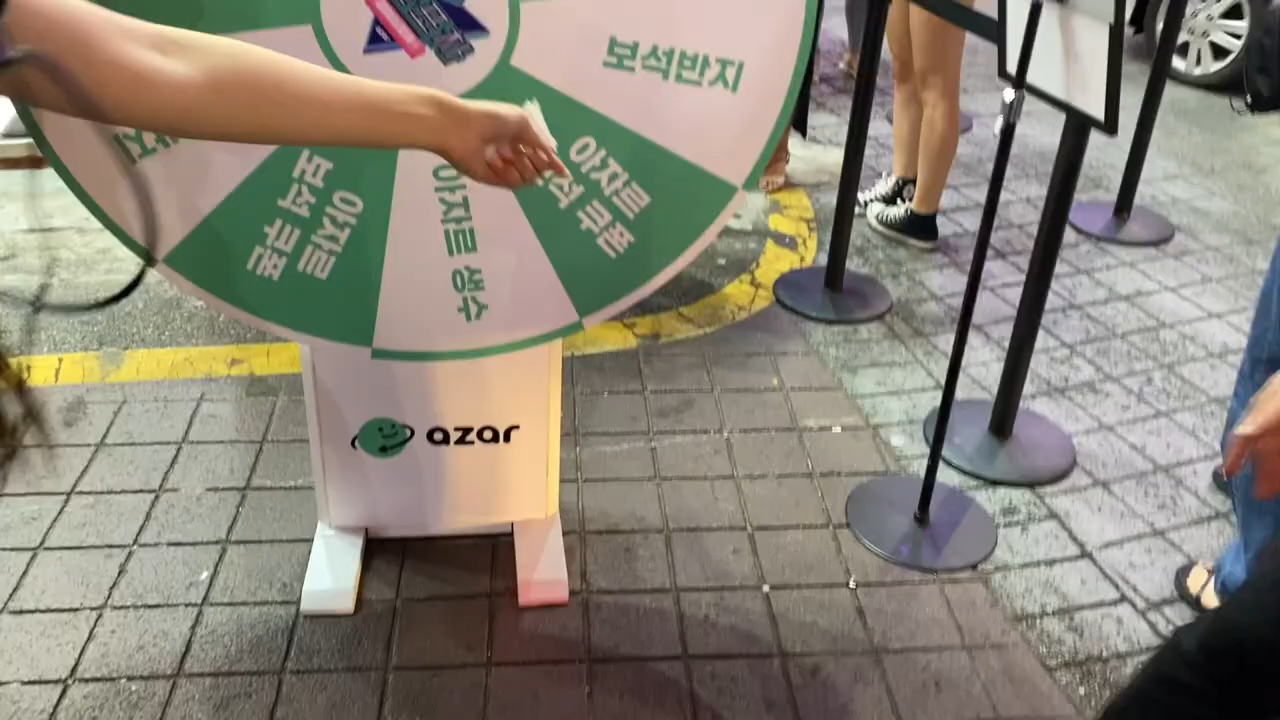 보석반지
아자르
보석 쿠폰
아자르 생수
아자르
쿠폰
azar